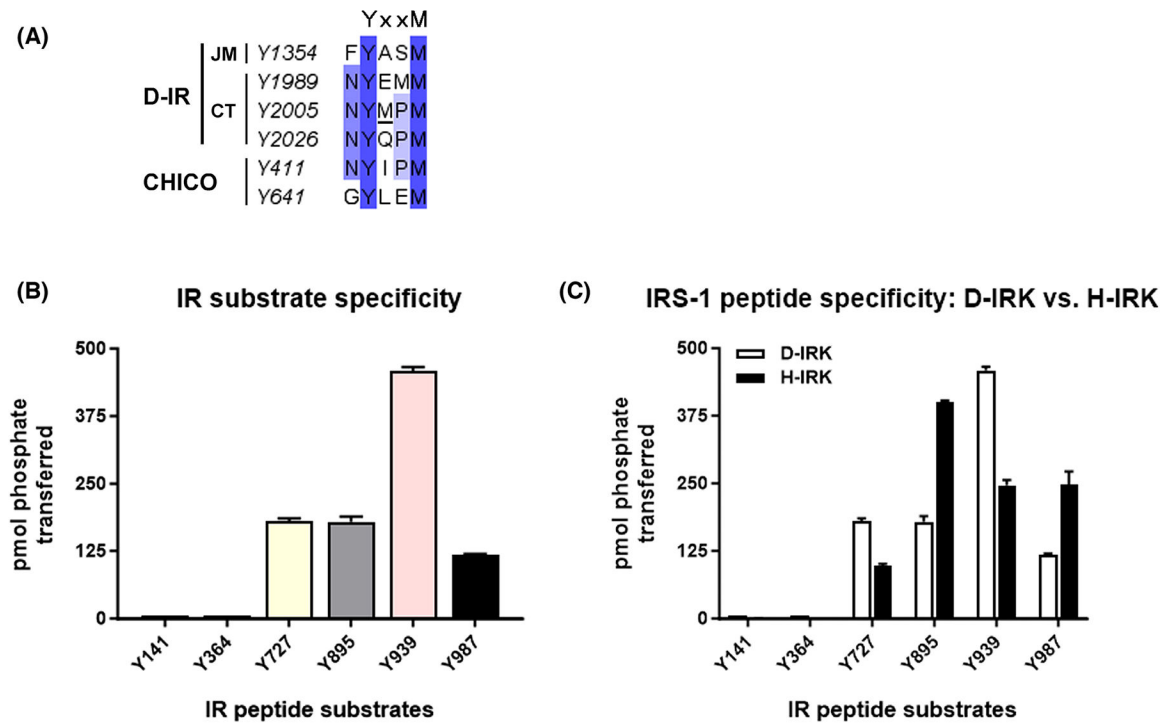 (A)
YxxM
D-IR
JM
Y1354 FYASM
CT
Y1989 NYEMM
Y2005 NYMPM
Y2026 NYQPM
CHICO
Y411 NYIPM
Y641 GYLEM
(B)
IR substrate specificity
pmol phosphate
transferred
500
375
250
125
0
Y141 Y364 Y727 Y895 Y939 Y987
IR peptide substrates
(C)
IRS-1 peptide specificity: D-IRK vs. H-IRK
D-IRK
H-IRK
pmol phosphate
transferred
500
375
250
125
0
Y141 Y364 Y727 Y895 Y939 Y987
IR peptide substrates